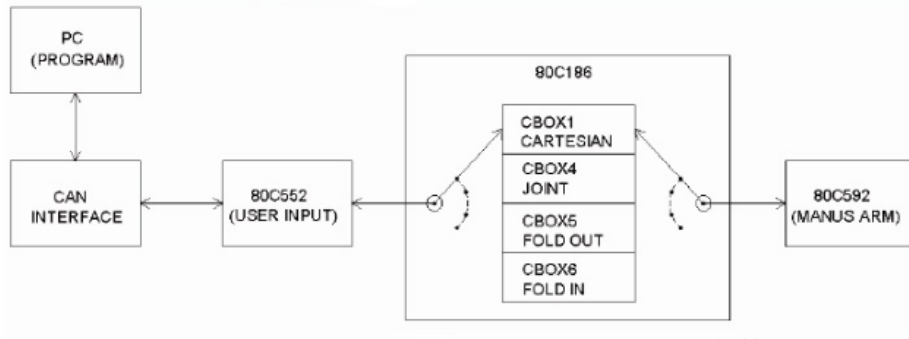 PC
(PROGRAM)
CAN
INTERFACE
80C552
(USER INPUT)
80C186
CBOX1
CARTESIAN
CBOX4
JOINT
CBOX5
FOLD OUT
CBOX6
FOLD IN
80C592
(MANUS ARM)